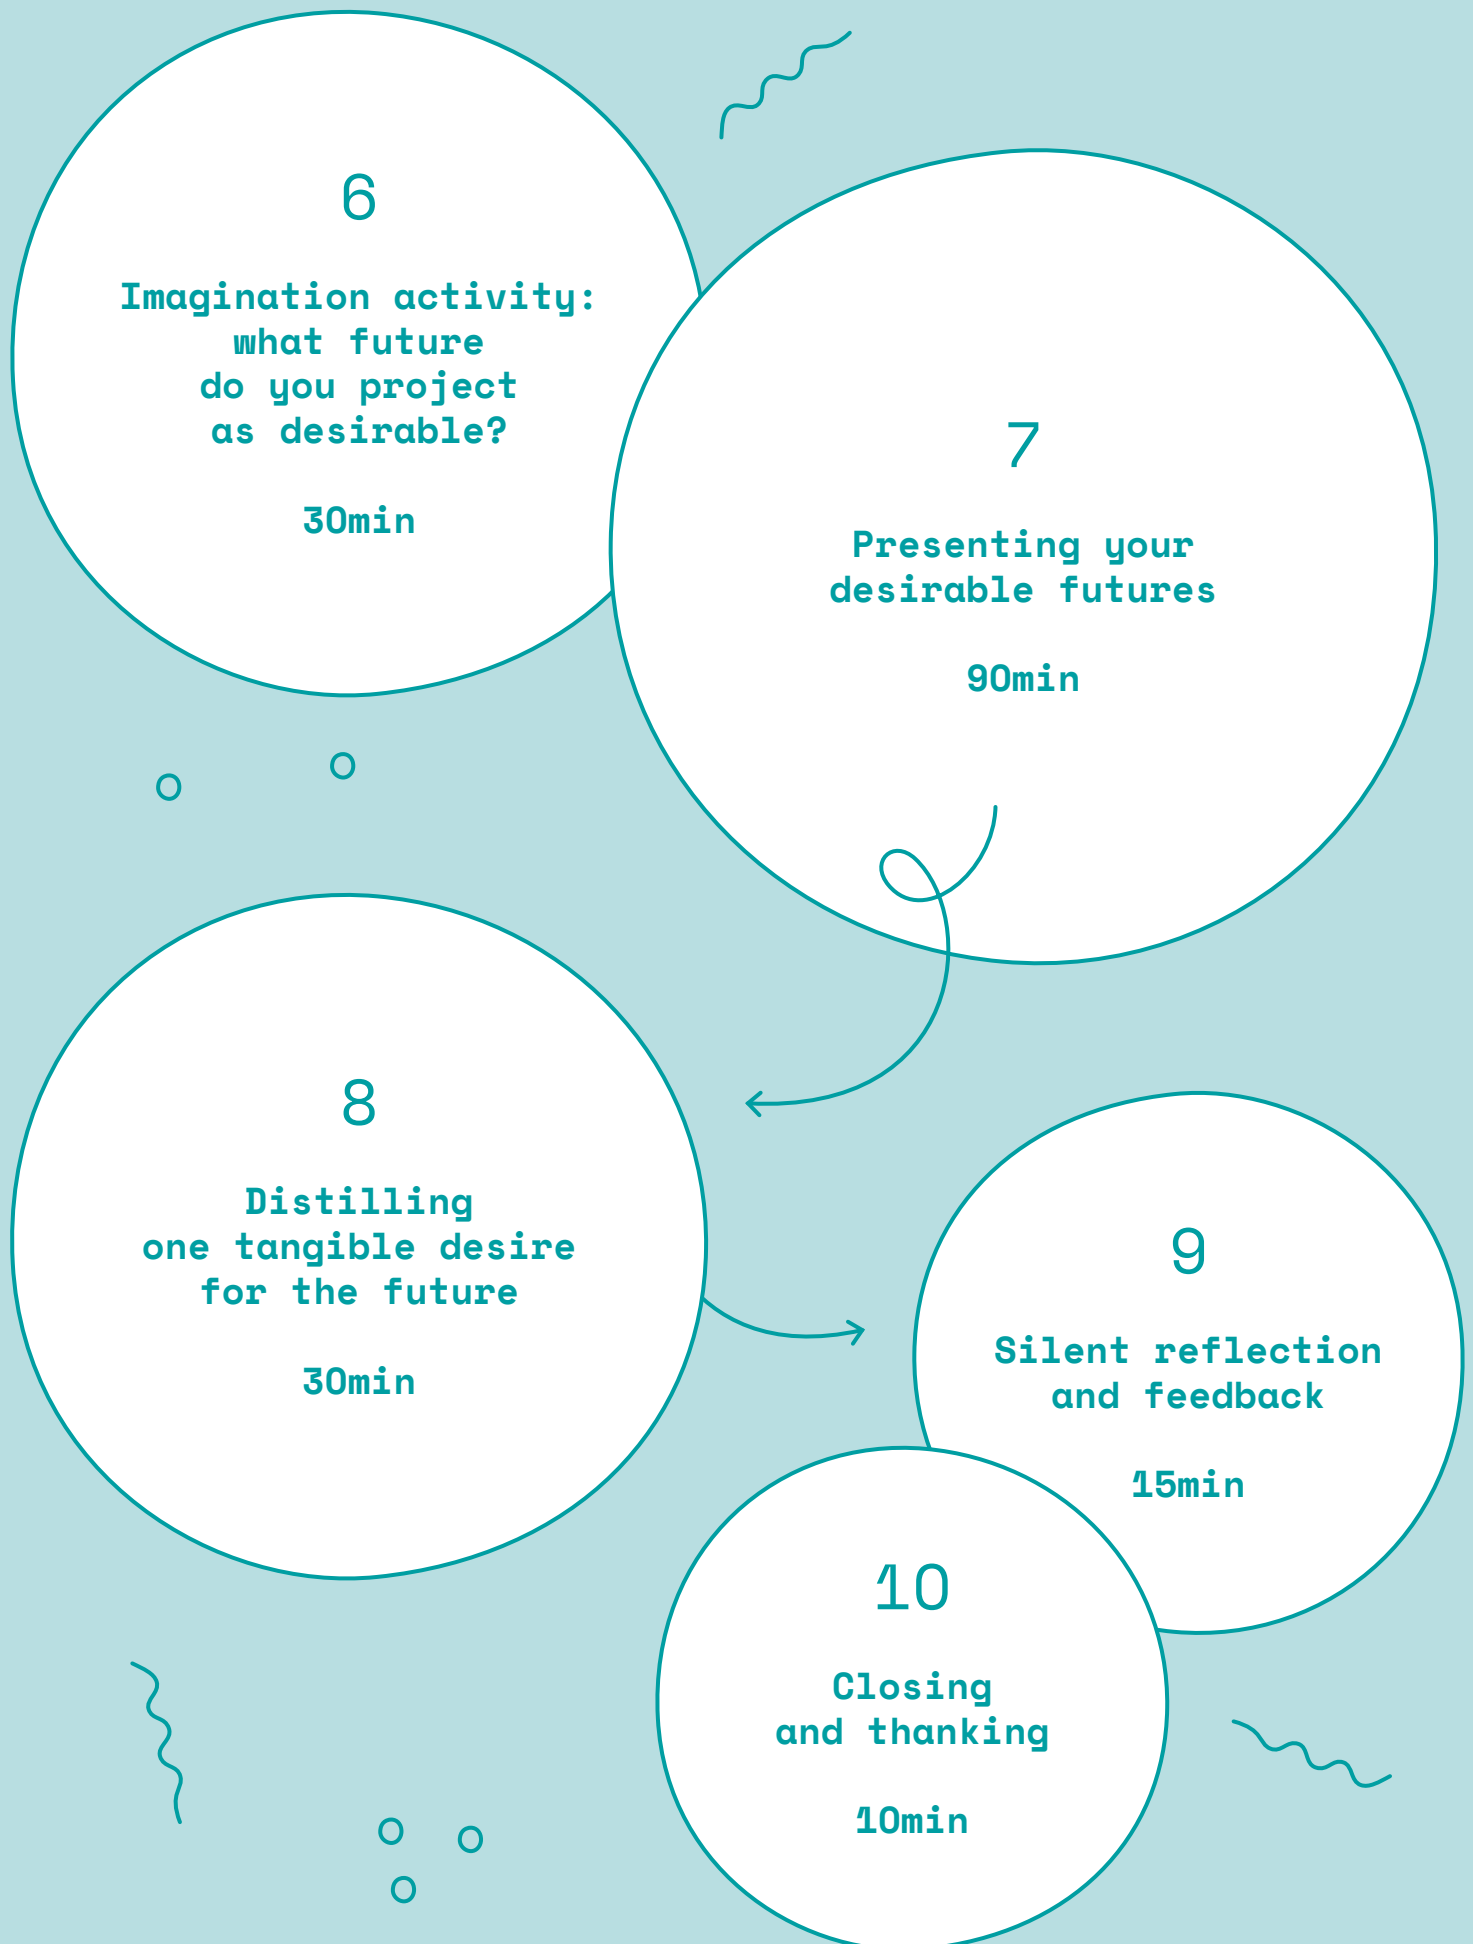 6
Imagination activity:
what future
do you project
as desirable?
30min
7
Presenting your
desirable futures
90min
8
Distilling
one tangible desire
for the future
30min
9
Silent reflection
and feedback
15min
10
Closing
and thanking
10min